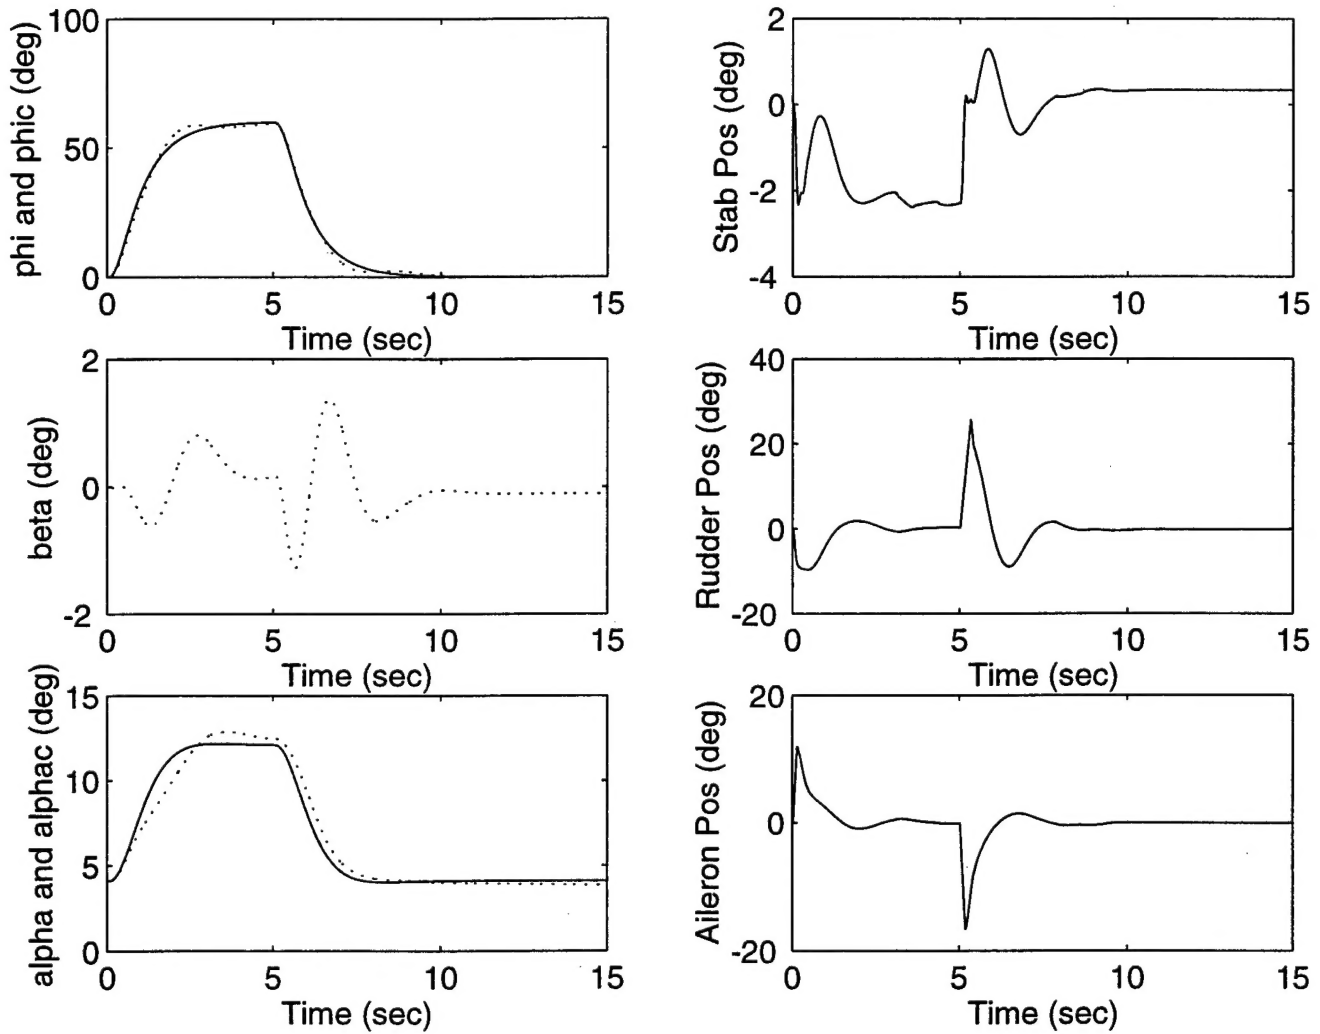 phi and phic (deg)
100
50
0
0 5 10 15
Time (sec)
Stab Pos (deg)
2
0
-2
-4
0 5 10 15
Time (sec)
beta (deg)
2
0
-2
0 5 10 15
Time (sec)
Rudder Pos (deg)
40
20
0
-20
0 5 10 15
Time (sec)
alpha and alphac (deg)
15
10
5
0
0 5 10 15
Time (sec)
Aileron Pos (deg)
20
0
-20
0 5 10 15
Time (sec)